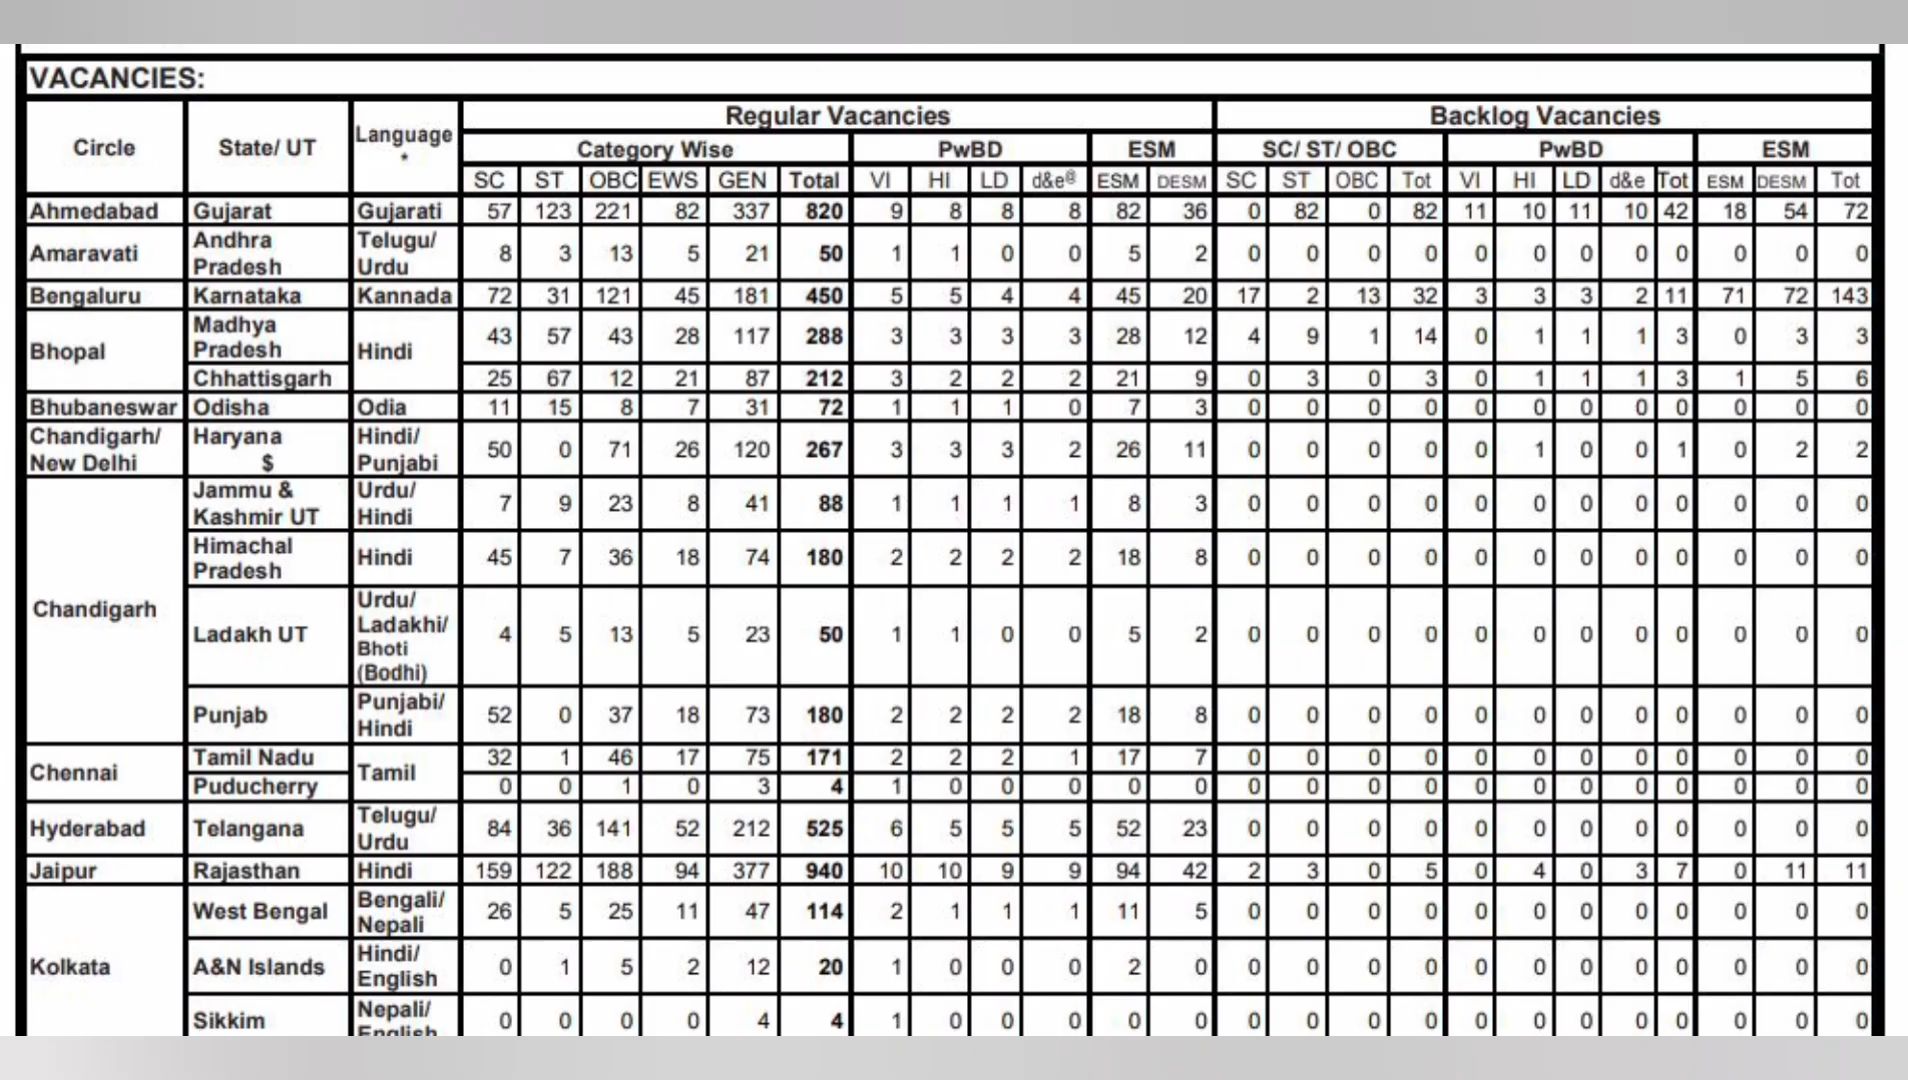 VACANCIES:
Circle State/ UT Language * Regular Vacancies Backlog Vacancies
Category Wise PwBD ESM SC/ ST/ OBC PwBD ESM
SC ST OBC EWS GEN Total VI HI LD d&e@ ESM DESM SC ST OBC Tot VI HI LD d&e Tot ESM DESM Tot
Ahmedabad Gujarat Gujarati 57 123 221 82 337 820 9 8 8 8 82 36 0 82 0 82 11 10 11 10 42 18 54 72
Amaravati Andhra Pradesh Telugu/ Urdu 8 3 13 5 21 50 1 1 0 0 5 2 0 0 0 0 0 0 0 0 0 0 0 0
Bengaluru Karnataka Kannada 72 31 121 45 181 450 5 5 4 4 45 20 17 2 13 32 3 3 3 2 11 71 72 143
Bhopal Madhya Pradesh Hindi 43 57 43 28 117 288 3 3 3 3 28 12 4 9 1 14 0 1 1 1 3 0 3 3
Chhattisgarh 25 67 12 21 87 212 3 2 2 2 21 9 0 3 0 3 0 1 1 1 3 1 5 6
Bhubaneswar Odisha Odia 11 15 8 7 31 72 1 1 1 0 7 3 0 0 0 0 0 0 0 0 0 0 0 0
Chandigarh/ New Delhi Haryana $ Hindi/ Punjabi 50 0 71 26 120 267 3 3 3 2 26 11 0 0 0 0 0 1 0 0 1 0 2 2
Chandigarh Jammu & Kashmir UT Urdu/ Hindi 7 9 23 8 41 88 1 1 1 1 8 3 0 0 0 0 0 0 0 0 0 0 0 0
Himachal Pradesh Hindi 45 7 36 18 74 180 2 2 2 2 18 8 0 0 0 0 0 0 0 0 0 0 0 0
Ladakh UT Urdu/ Ladakhi/ Bhoti (Bodhi) 4 5 13 5 23 50 1 1 0 0 5 2 0 0 0 0 0 0 0 0 0 0 0 0
Punjab Punjabi/ Hindi 52 0 37 18 73 180 2 2 2 2 18 8 0 0 0 0 0 0 0 0 0 0 0 0
Chennai Tamil Nadu Tamil 32 1 46 17 75 171 2 2 2 1 17 7 0 0 0 0 0 0 0 0 0 0 0 0
Puducherry 0 0 1 0 3 4 1 0 0 0 0 0 0 0 0 0 0 0 0 0 0 0 0 0
Hyderabad Telangana Telugu/ Urdu 84 36 141 52 212 525 6 5 5 5 52 23 0 0 0 0 0 0 0 0 0 0 0 0
Jaipur Rajasthan Hindi 159 122 188 94 377 940 10 10 9 9 94 42 2 3 0 5 0 4 0 3 7 0 11 11
Kolkata West Bengal Bengali/ Nepali 26 5 25 11 47 114 2 1 1 1 11 5 0 0 0 0 0 0 0 0 0 0 0 0
A&N Islands Hindi/ English 0 1 5 2 12 20 1 0 0 0 2 0 0 0 0 0 0 0 0 0 0 0 0 0
Sikkim Nepali/ English 0 0 0 0 4 4 1 0 0 0 0 0 0 0 0 0 0 0 0 0 0 0 0 0